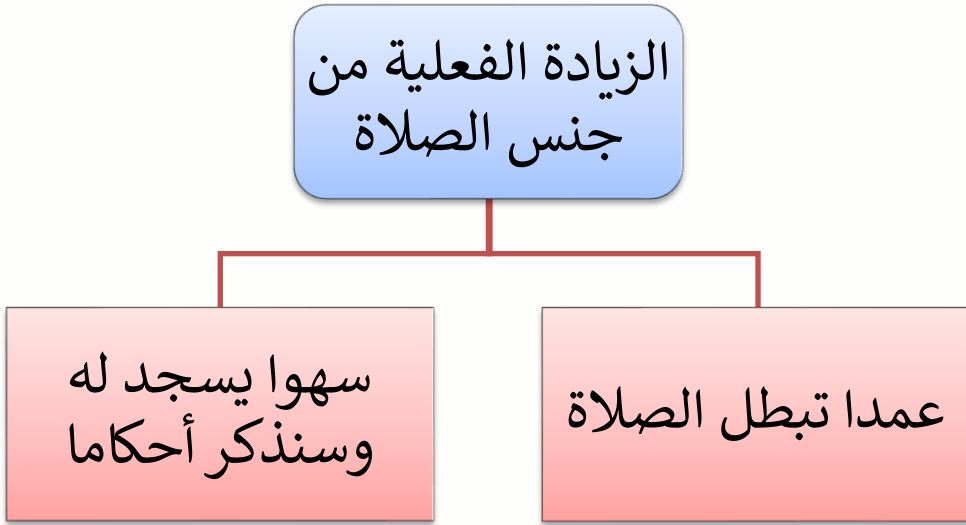 الزيادة الفعلية من
جنس الصلاة
عمدا تبطل الصلاة
سهوا يسجد له
وسنذكر أحكاما